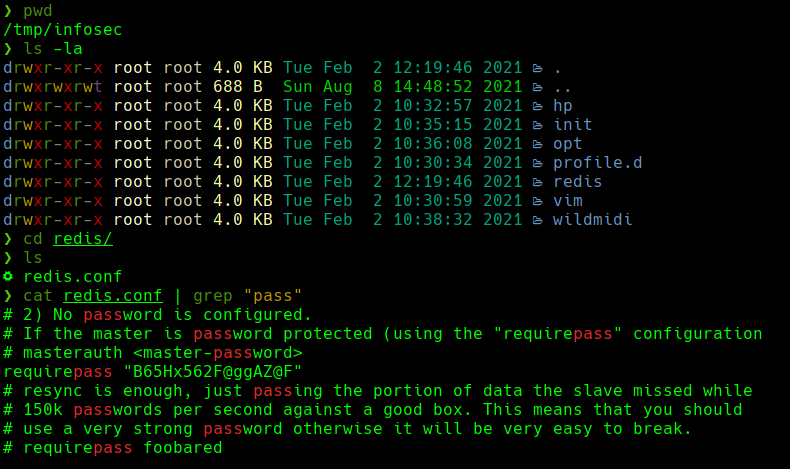 ❯ pwd
/tmp/infosec
❯ ls -la
drwxr-xr-x root root 4.0 KB Tue Feb  2 12:19:46 2021 .
drwxrwxrwt root root 688 B  Sun Aug  8 14:48:52 2021 ..
drwxr-xr-x root root 4.0 KB Tue Feb  2 10:32:57 2021 hp
drwxr-xr-x root root 4.0 KB Tue Feb  2 10:35:15 2021 init
drwxr-xr-x root root 4.0 KB Tue Feb  2 10:36:08 2021 opt
drwxr-xr-x root root 4.0 KB Tue Feb  2 10:30:34 2021 profile.d
drwxr-xr-x root root 4.0 KB Tue Feb  2 12:19:46 2021 redis
drwxr-xr-x root root 4.0 KB Tue Feb  2 10:30:59 2021 vim
drwxr-xr-x root root 4.0 KB Tue Feb  2 10:38:32 2021 wildmidi
❯ cd redis/
❯ ls
redis.conf
❯ cat redis.conf | grep "pass"
# 2) No password is configured.
# If the master is password protected (using the "requirepass" configuration
# masterauth <master-password>
requirepass "B65Hx562F@ggAZ@F"
# resync is enough, just passing the portion of data the slave missed while
# 150k passwords per second against a good box. This means that you should
# use a very strong password otherwise it will be very easy to break.
# requirepass foobared